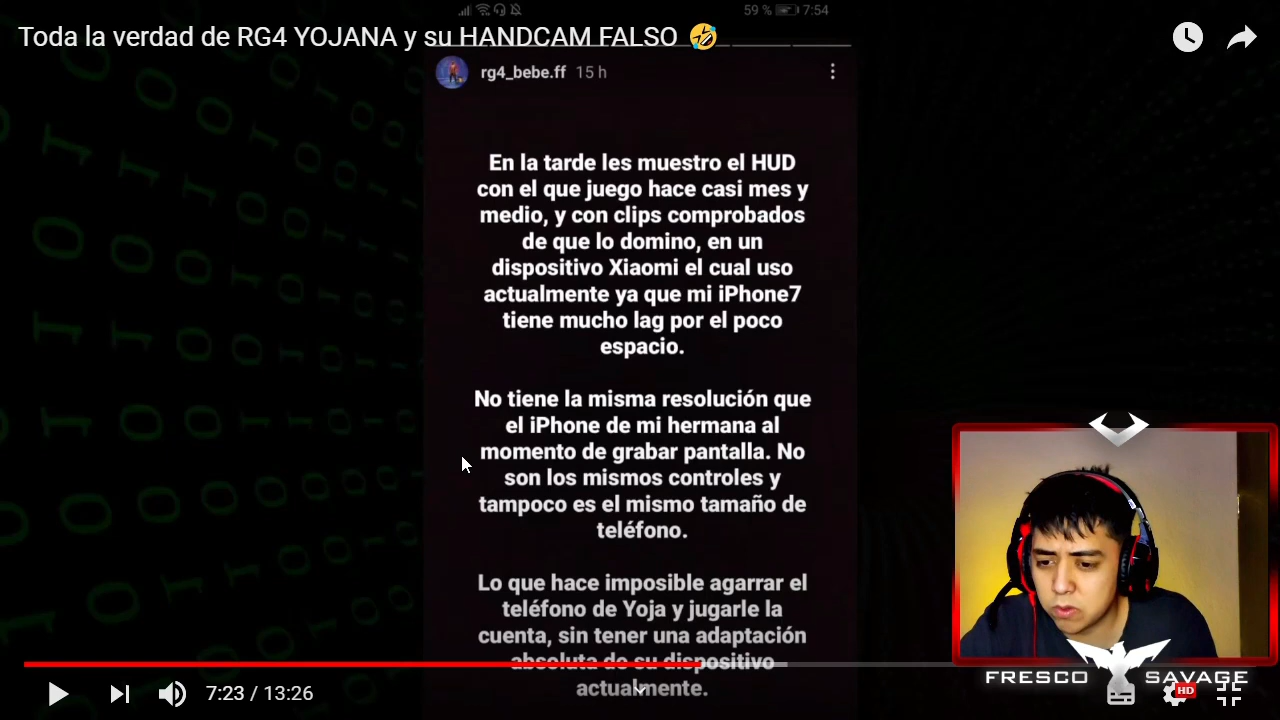 59 % 7:54
Toda la verdad de RG4 YOJANA y su HANDCAM FALSO 🤣
rg4_bebe.ff 15 h
En la tarde les muestro el HUD
con el que juego hace casi mes y
medio, y con clips comprobados
de que lo domino, en un
dispositivo Xiaomi el cual uso
actualmente ya que mi iPhone7
tiene mucho lag por el poco
espacio.
No tiene la misma resolución que
el iPhone de mi hermana al
momento de grabar pantalla. No
son los mismos controles y
tampoco es el mismo tamaño de
teléfono.
Lo que hace imposible agarrar el
teléfono de Yoja y jugarle la
cuenta, sin tener una adaptación
absoluta de su dispositivo
actualmente.
FRESCO SAVAGE
7:23 / 13:26
HD